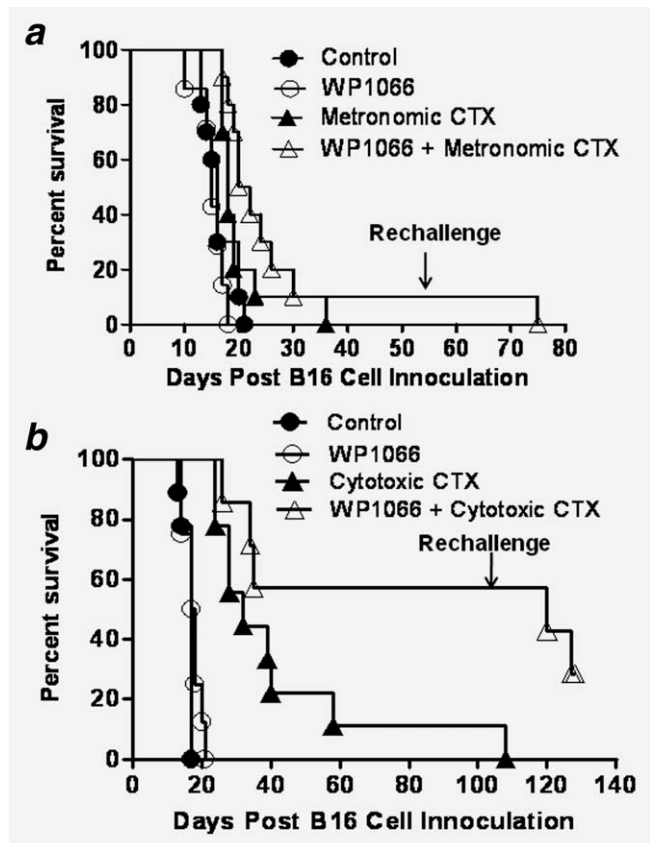 a
Control
WP1066
Metronomic CTX
WP1066 + Metronomic CTX
Rechallenge
Percent survival
100
80
60
40
20
0
0 10 20 30 40 50 60 70 80
Days Post B16 Cell Innoculation
b
Control
WP1066
Cytotoxic CTX
WP1066 + Cytotoxic CTX
Rechallenge
Percent survival
100
80
60
40
20
0
0 20 40 60 80 100 120 140
Days Post B16 Cell Innoculation